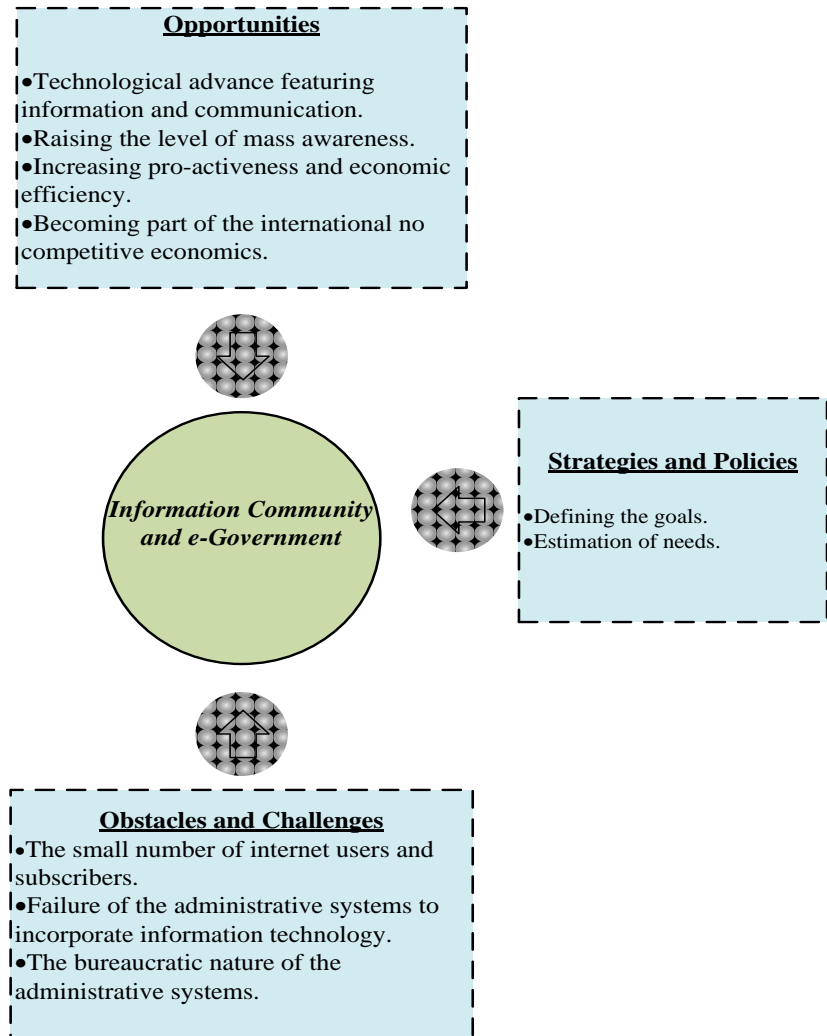 Opportunities
•Technological advance featuring
information and communication.
•Raising the level of mass awareness.
•Increasing pro-activeness and economic
efficiency.
•Becoming part of the international no
competitive economics.
Information Community
and e-Government
Strategies and Policies
•Defining the goals.
•Estimation of needs.
Obstacles and Challenges
•The small number of internet users and
subscribers.
•Failure of the administrative systems to
incorporate information technology.
•The bureaucratic nature of the
administrative systems.